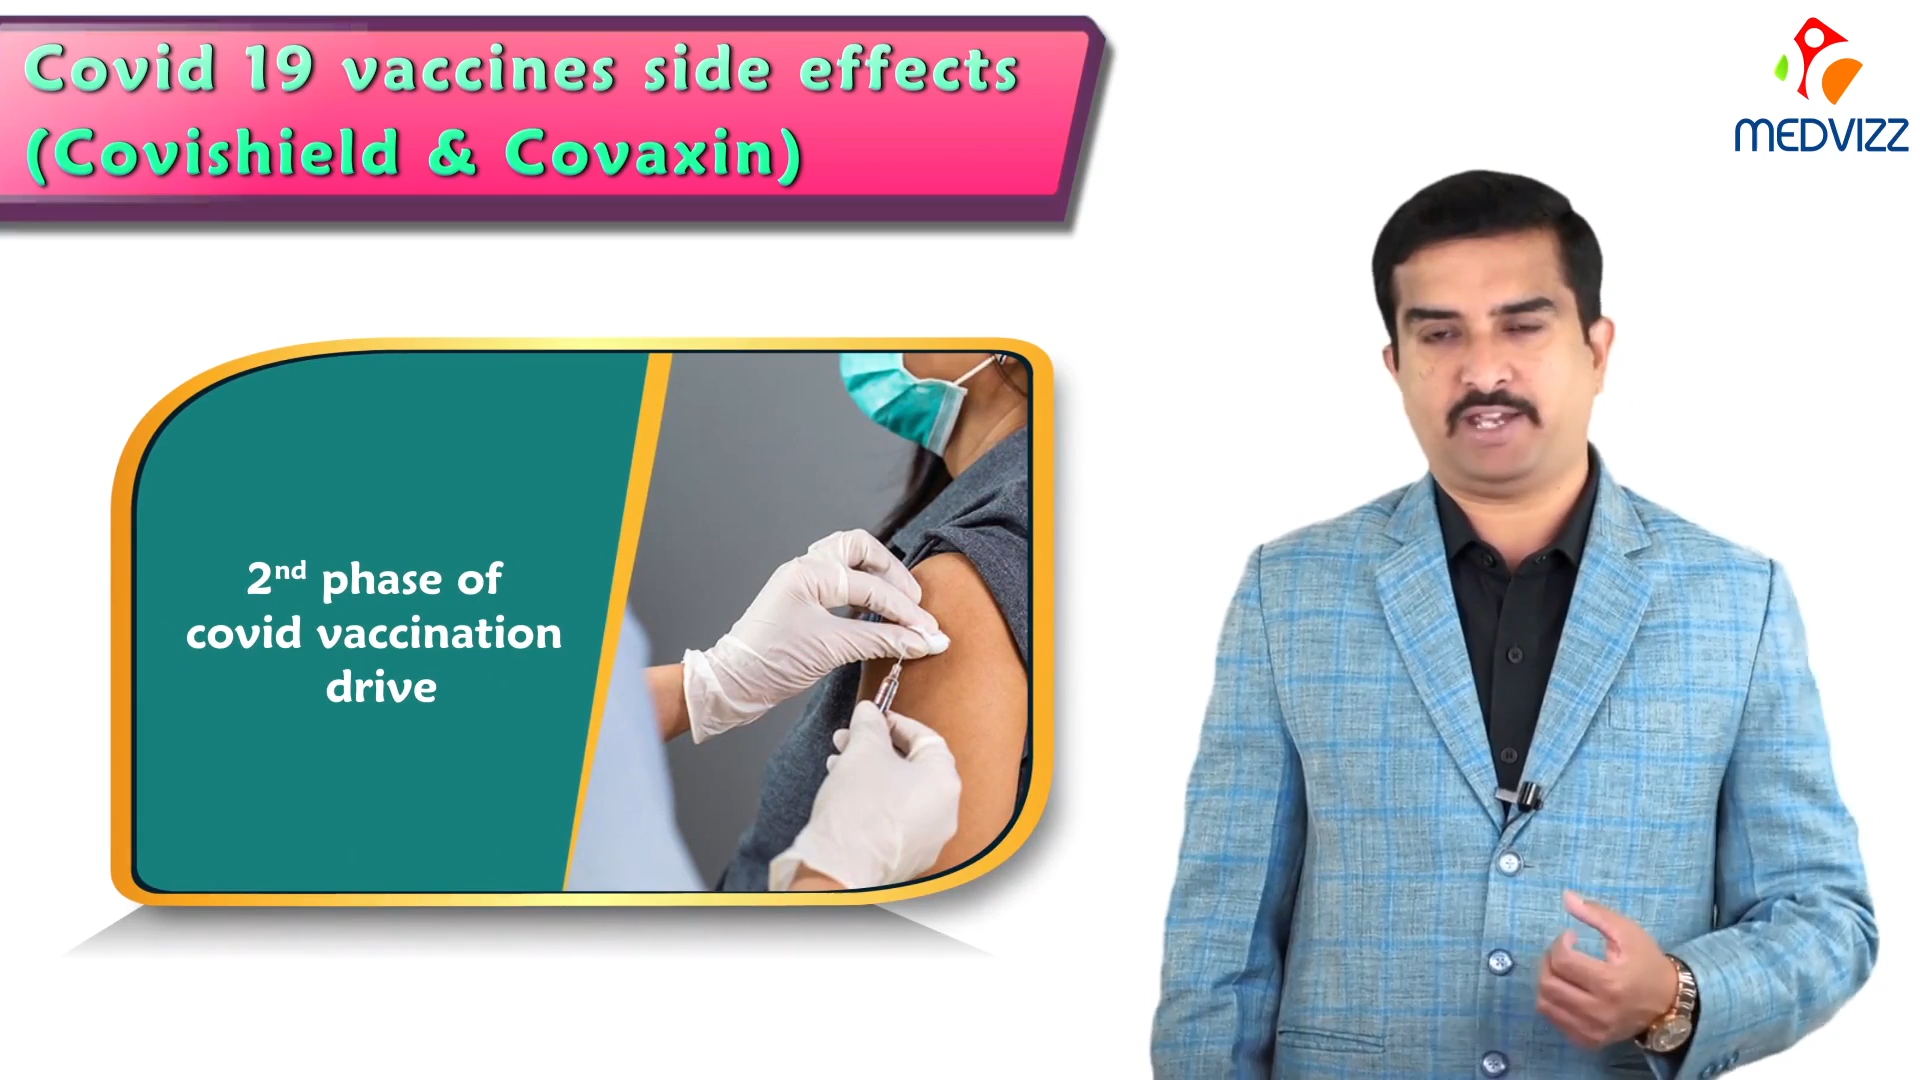 Covid 19 vaccines side effects
(Covishield & Covaxin)
MEDVIZZ
2nd phase of
covid vaccination
drive